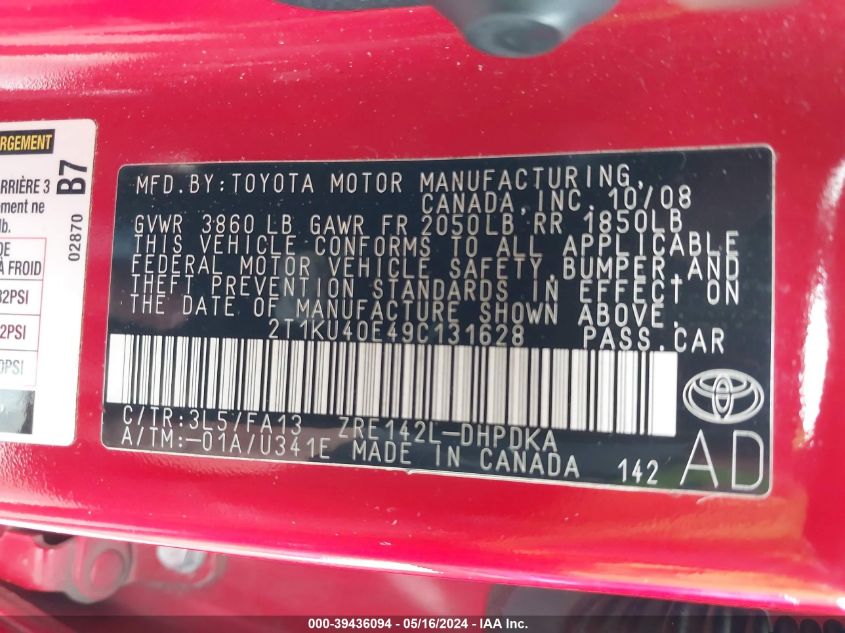 RGEMENT
ARRIÈRE 3
ement ne
lb.
DE
À FROID
32PSI
2PSI
0PSI
B7
02870
MFD.BY:TOYOTA MOTOR MANUFACTURING,
CANADA, INC. 10/08
GVWR 3860 LB GAWR FR 2050LB RR 1850LB
THIS VEHICLE CONFORMS TO ALL APPLICABLE
FEDERAL MOTOR VEHICLE SAFETY, BUMPER, AND
THEFT PREVENTION STANDARDS IN EFFECT ON
THE DATE OF MANUFACTURE SHOWN ABOVE.
2T1KU40E49C131628 PASS.CAR
C/TR:3L5/FA13 ZRE142L-DHPDKA
A/TM:-01A/U341E MADE IN CANADA 142 AD
000-39436094 - 05/16/2024 - IAA Inc.